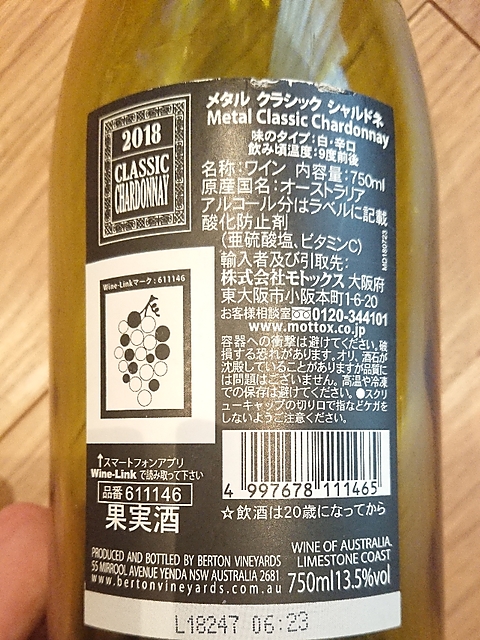 メタル クラシック シャルドネ
Metal Classic Chardonnay
味のタイプ:白・辛口
飲み頃温度:9度前後
2018
CLASSIC
CHARDONNAY
名称:ワイン 内容量:750ml
原産国名:オーストラリア
アルコール分はラベルに記載
酸化防止剤
(亜硫酸塩、ビタミンC)
輸入者及び引取先:
株式会社モトックス 大阪府
東大阪市小阪本町1-6-20
お客様相談室 0120-344101
www.mottox.co.jp
Wine-Linkマーク:611146
容器への衝撃は避けてください。破
損する恐れがあります。オリ、酒石が
沈殿していることがありますが品質に
は問題はございません。高温や冷凍
での保存は避けてください。●スクリ
ューキャップの切り口で指などケガを
しないようご注意ください。
↑スマートフォンアプリ
Wine-Linkで読み取って下さい
品番 611146
果実酒
4 997678 111465
☆飲酒は20歳になってから
PRODUCED AND BOTTLED BY BERTON VINEYARDS
55 MIRROOL AVENUE YENDA NSW AUSTRALIA 2681
www.bertonvineyards.com.au
WINE OF AUSTRALIA
LIMESTONE COAST
750ml 13.5%vol
L18247 06:23